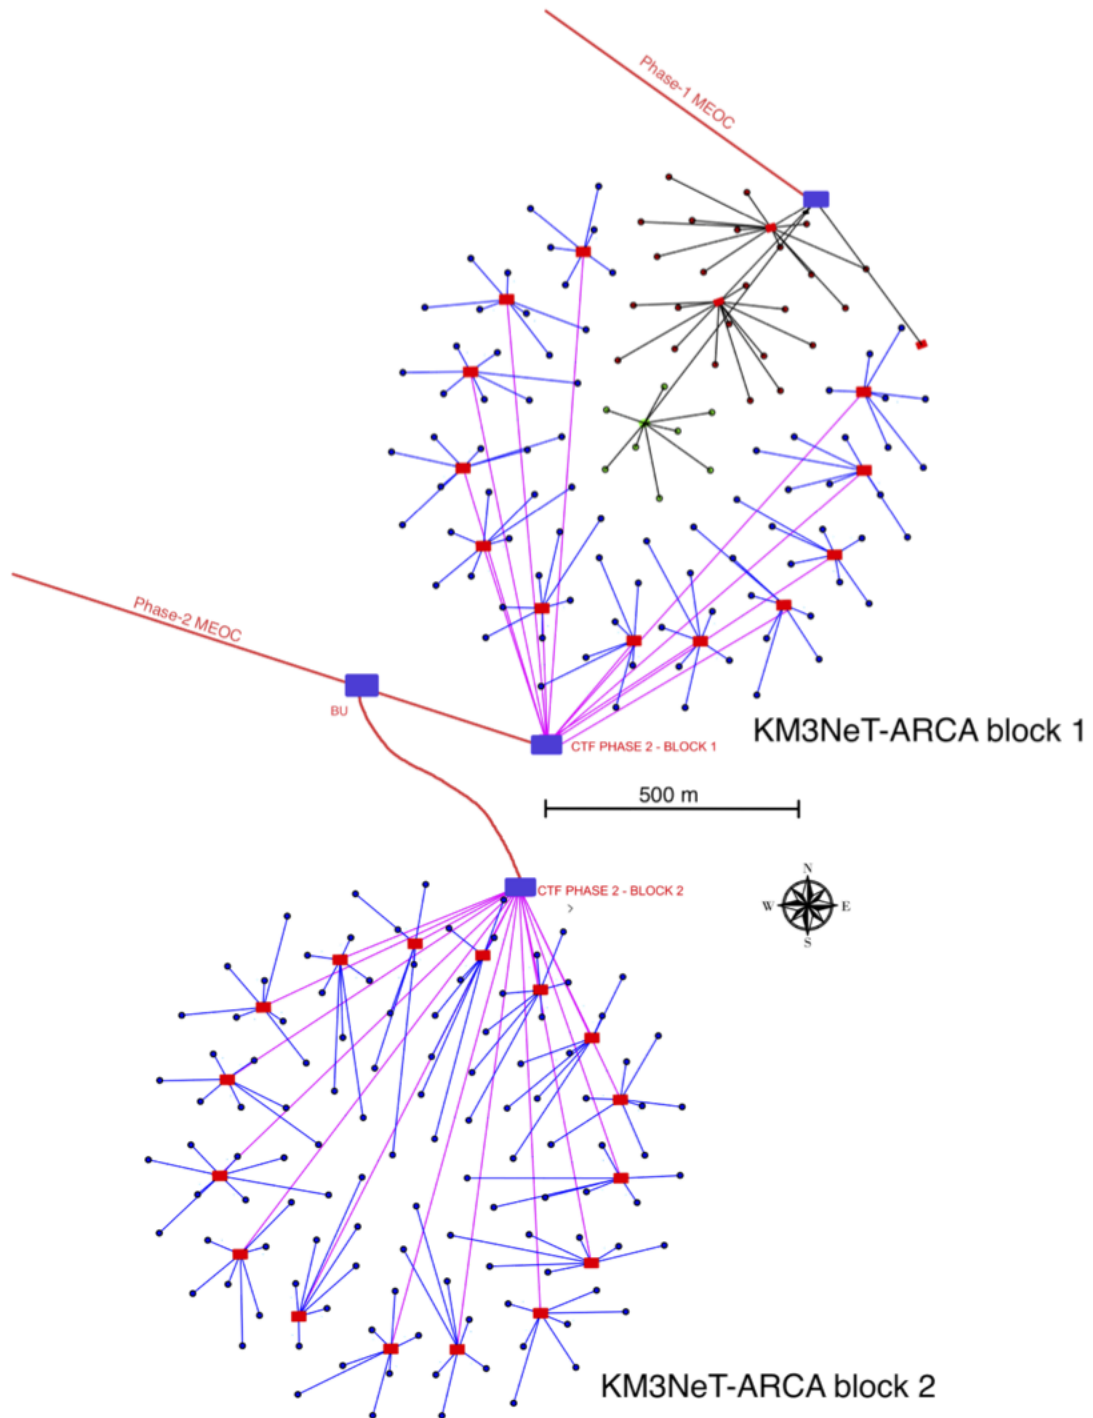 Phase-1 MEOC
Phase-2 MEOC
BU
CTF PHASE 2 - BLOCK 1
KM3NeT-ARCA block 1
500 m
CTF PHASE 2 - BLOCK 2
>
N
W
E
S
KM3NeT-ARCA block 2